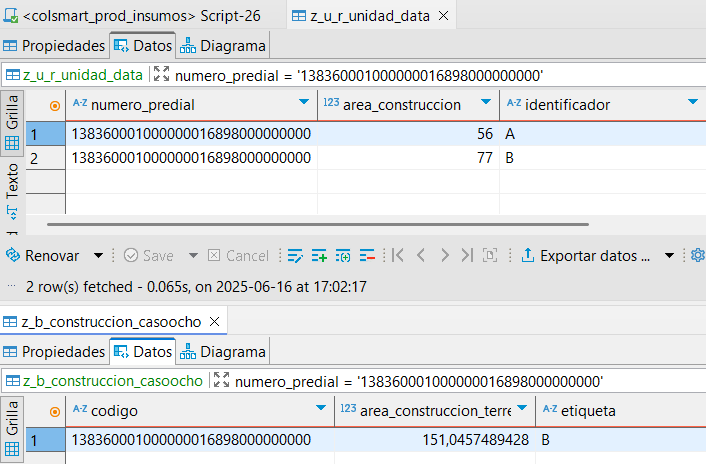 <colsmart_prod_insumos> Script-26
z_u_r_unidad_data
Propiedades Datos Diagrama
z_u_r_unidad_data numero_predial = '138360001000000016898000000000'
Grilla
Texto
A-Z numero_predial 123 area_construccion A-Z identificador
1 138360001000000016898000000000 56 A
2 138360001000000016898000000000 77 B
Renovar Save Cancel Exportar datos ...
2 row(s) fetched - 0.065s, on 2025-06-16 at 17:02:17
z_b_construccion_casoocho
Propiedades Datos Diagrama
z_b_construccion_casoocho numero_predial = '138360001000000016898000000000'
Grilla
A-Z codigo 123 area_construccion_terre A-Z etiqueta
1 138360001000000016898000000000 151,0457489428 B